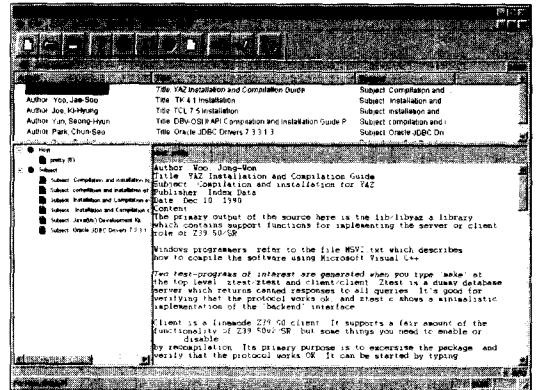 Title YAZ Installation and Compilation Guide Subject Compilation and
Author Yoo, Jae-Soo Title TK 4 1 Installation Subject Installation and
Author Joe, Ki-Hyung Title TCL 7 5 Installation Subject installation and
Author Yun, Seong-Hyun Title DBV-OSI II API Compilation and Installation Guide P Subject compilation and i
Author Park, Chun-Seo Title Oracle JDBC Drivers 7 3 3 1 3 Subject Oracle JDBC Dri
Host
pretty (6)
Subject
Subject Compilation and installation fo
Subject compilation and installation of
Subject Installation and Compilation o
Subject Installation and Compilation o
Subject Java(tm) Development Kit
Subject Oracle JDBC Drivers 7 3 3 1
Author Woo Jong-Won
Title YAZ Installation and Compilation Guide
Subject Compilation and installation for YAZ
Publisher Index Data
Date Dec 10 1990
Content
The primary output of the source here is the lib-libyaz a library
which contains support functions for implementing the server or client
role of Z39 50/SR
Windows programmers refer to the file MSVC txt which describes
how to compile the software using Microsoft Visual C++
Two test-programs of interest are generated when you type 'make' at
the top level ztest/ztest and client/client Ztest is a dummy database
server which returns canned responses to all queries It's good for
verifying that the protocol works ok, and ztest c shows a minimalistic
implementation of the 'backend' interface
Client is a linemode Z39 50 client It supports a fair amount of the
functionality of Z39 50v2/SR but some things you need to enable or
disable
by recompilation Its primary purpose is to excersise the package and
verify that the protocol works OK It can be started by typing